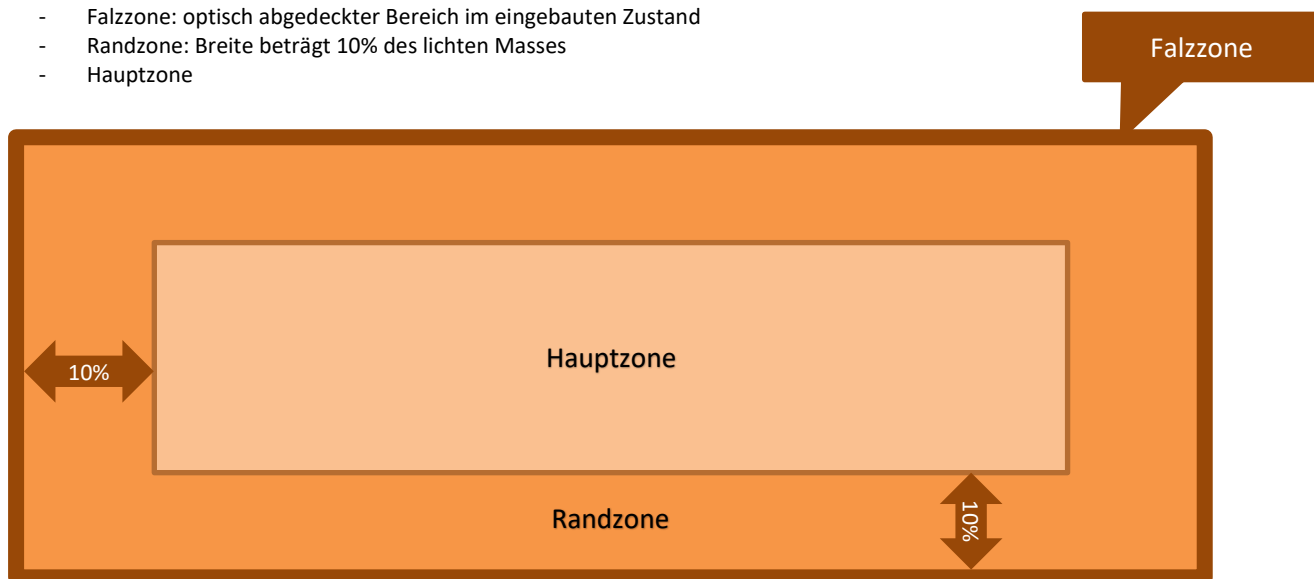 - Falzzone: optisch abgedeckter Bereich im eingebauten Zustand
- Randzone: Breite beträgt 10% des lichten Masses
- Hauptzone
Falzzone
Hauptzone
10%
Randzone
10%